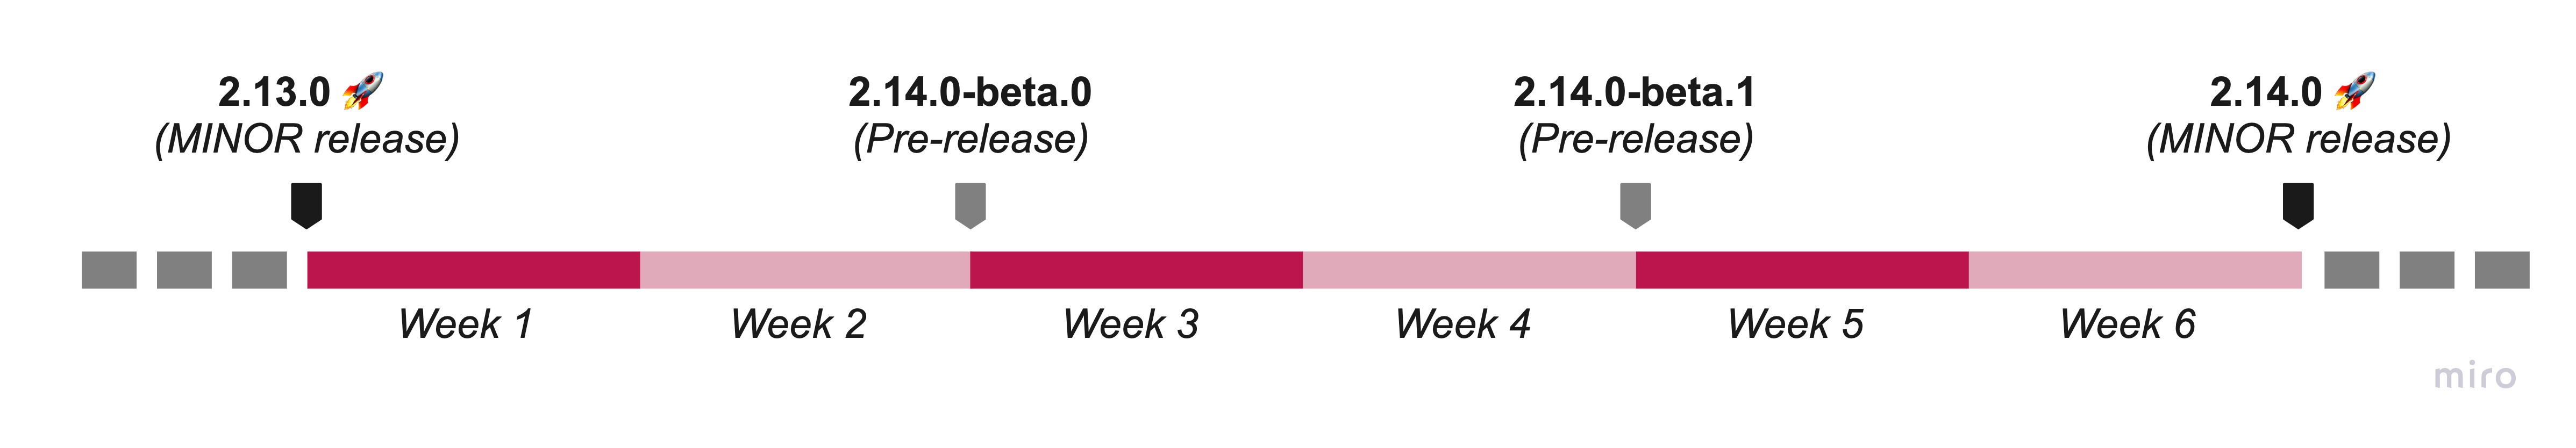 2.13.0 🚀
(MINOR release)
2.14.0-beta.0
(Pre-release)
2.14.0-beta.1
(Pre-release)
2.14.0 🚀
(MINOR release)
Week 1
Week 2
Week 3
Week 4
Week 5
Week 6
miro